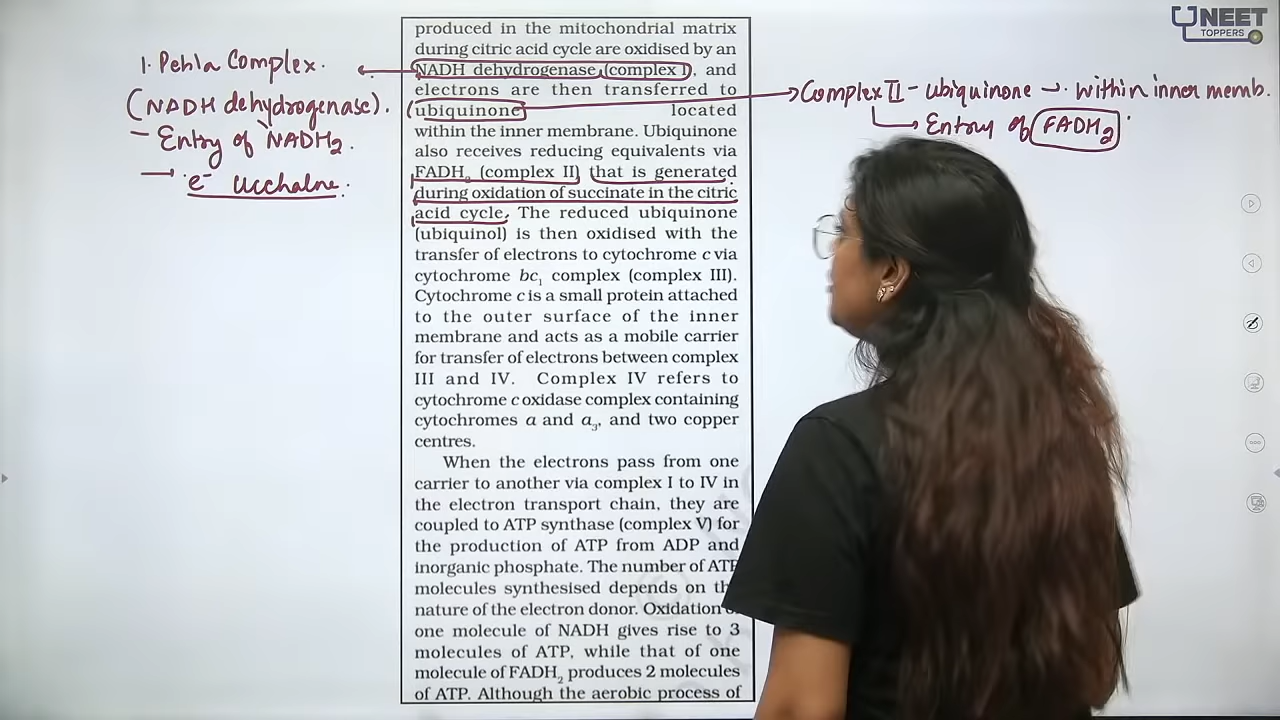 NEET
TOPPERS
1. Pehla Complex.
(NADH dehydrogenase).
- Entry of NADH2.
→ e- Ucchalne.
produced in the mitochondrial matrix
during citric acid cycle are oxidised by an
NADH dehydrogenase (complex I), and
electrons are then transferred to
ubiquinone located
within the inner membrane. Ubiquinone
also receives reducing equivalents via
FADH2 (complex II) that is generated
during oxidation of succinate in the citric
acid cycle. The reduced ubiquinone
(ubiquinol) is then oxidised with the
transfer of electrons to cytochrome c via
cytochrome bc1 complex (complex III).
Cytochrome c is a small protein attached
to the outer surface of the inner
membrane and acts as a mobile carrier
for transfer of electrons between complex
III and IV. Complex IV refers to
cytochrome c oxidase complex containing
cytochromes a and a3, and two copper
centres.
When the electrons pass from one
carrier to another via complex I to IV in
the electron transport chain, they are
coupled to ATP synthase (complex V) for
the production of ATP from ADP and
inorganic phosphate. The number of ATP
molecules synthesised depends on the
nature of the electron donor. Oxidation of
one molecule of NADH gives rise to 3
molecules of ATP, while that of one
molecule of FADH2 produces 2 molecules
of ATP. Although the aerobic process of
Complex II - ubiquinone → within inner memb.
Entry of FADH2.